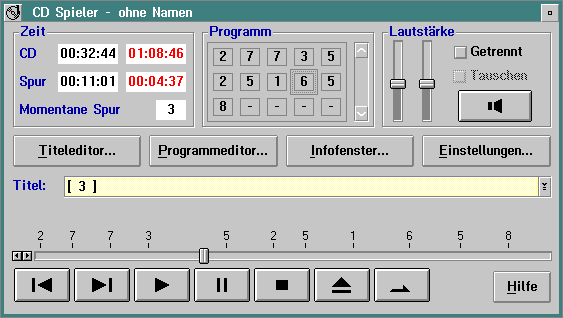 CD Spieler - ohne Namen
Zeit
CD 00:32:44 01:08:46
Spur 00:11:01 00:04:37
Momentane Spur 3
Programm
2 7 7 3 5
2 5 1 6 5
8 - - - -
Lautstärke
Getrennt
Tauschen
Titeleditor... Programmeditor... Infofenster... Einstellungen...
Titel: [ 3 ]
2 7 7 3 5 2 5 1 6 5 8
Hilfe